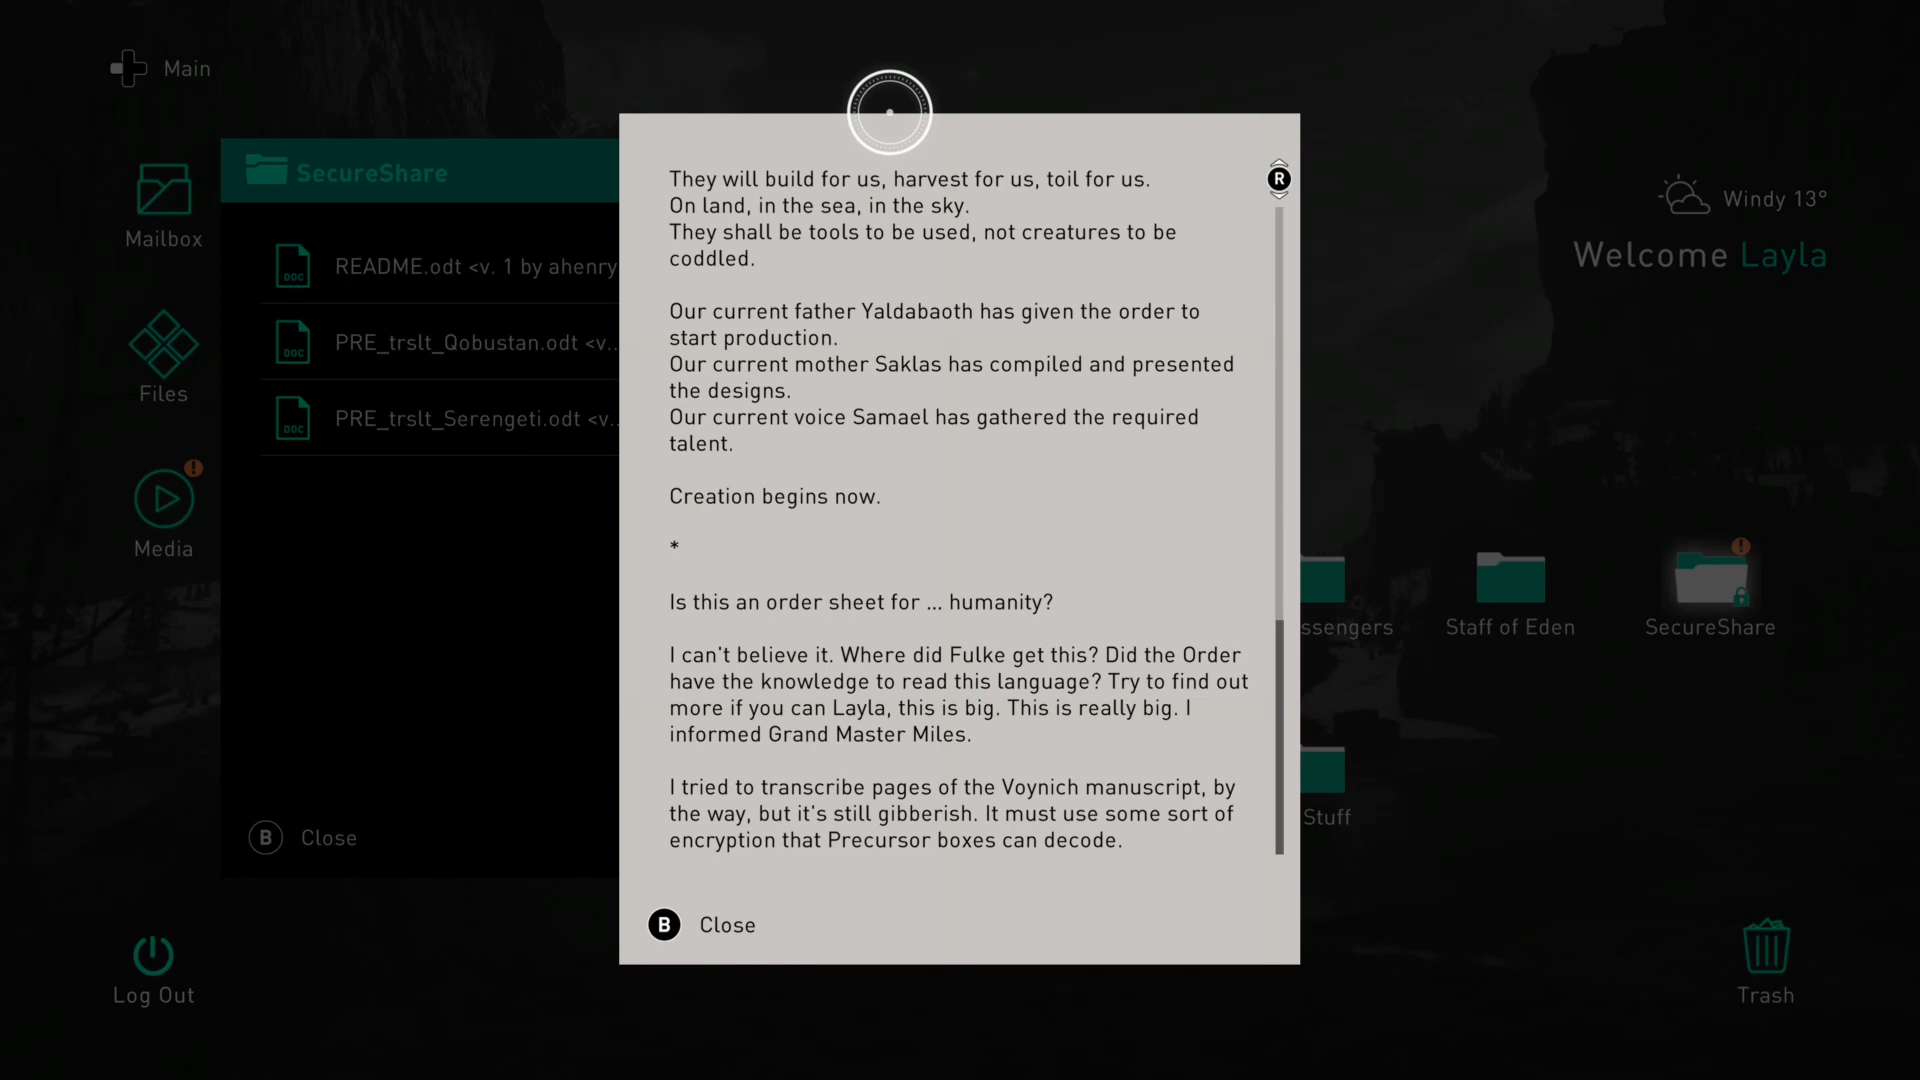 Main
SecureShare
Mailbox
README.odt <v. 1 by ahenry
PRE_trslt_Qobustan.odt <v..
Files
PRE_trslt_Serengeti.odt <v..
Media
B Close
Log Out
They will build for us, harvest for us, toil for us.
On land, in the sea, in the sky.
They shall be tools to be used, not creatures to be
coddled.
Our current father Yaldabaoth has given the order to
start production.
Our current mother Saklas has compiled and presented
the designs.
Our current voice Samael has gathered the required
talent.
Creation begins now.
*
Is this an order sheet for ... humanity?
I can't believe it. Where did Fulke get this? Did the Order
have the knowledge to read this language? Try to find out
more if you can Layla, this is big. This is really big. I
informed Grand Master Miles.
I tried to transcribe pages of the Voynich manuscript, by
the way, but it's still gibberish. It must use some sort of
encryption that Precursor boxes can decode.
B Close
R
Windy 13°
Welcome Layla
ssengers
Staff of Eden
SecureShare
Stuff
Trash
DOC
DOC
DOC